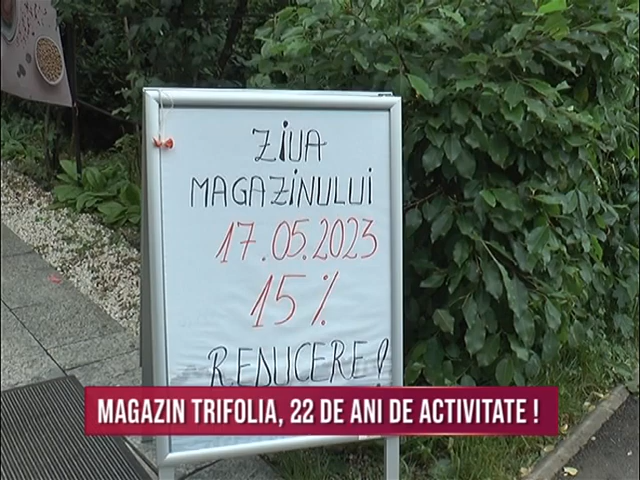 ZIUA
MAGAZINULUI
17.05.2023
15%
REDUCERE!
MAGAZIN TRIFOLIA, 22 DE ANI DE ACTIVITATE !